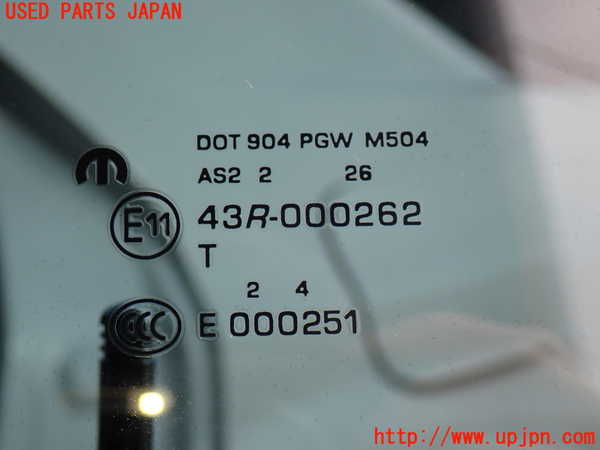 USED PARTS JAPAN
DOT 904 PGW M504
AS2 2 26
E11 43R-000262
T
2 4
CCC E 000251
http://www.upjpn.com/